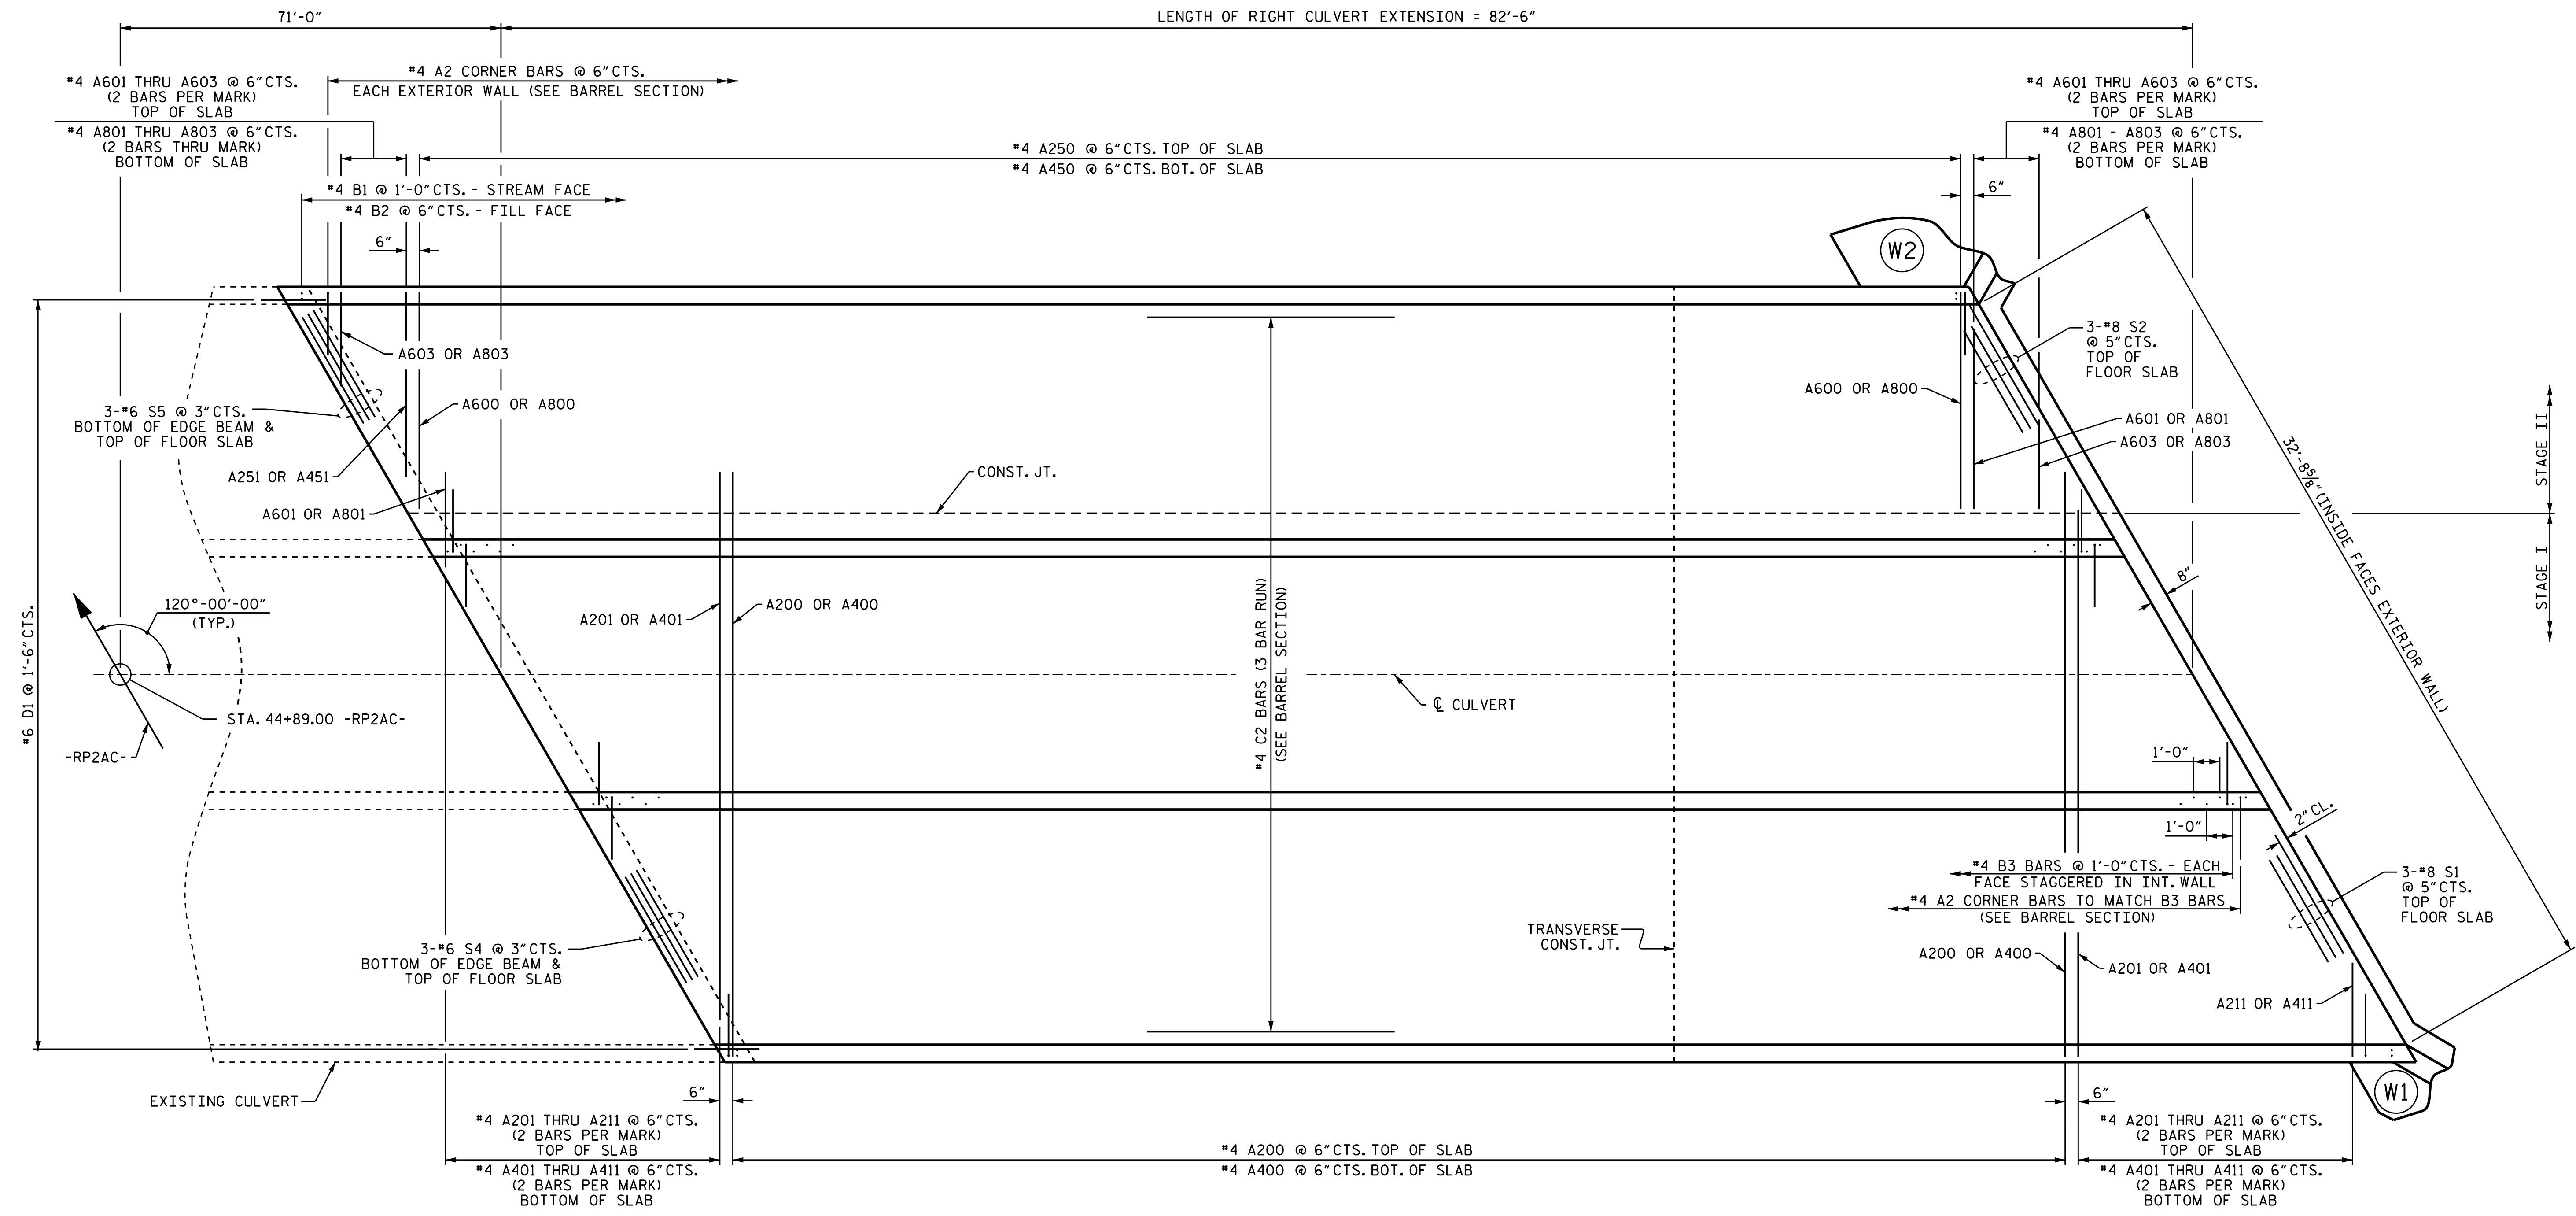 71'-0"
LENGTH OF RIGHT CULVERT EXTENSION = 82'-6"
#4 A601 THRU A603 @ 6"CTS.
(2 BARS PER MARK)
TOP OF SLAB
#4 A801 THRU A803 @ 6"CTS.
(2 BARS THRU MARK)
BOTTOM OF SLAB
#4 A2 CORNER BARS @ 6"CTS.
EACH EXTERIOR WALL (SEE BARREL SECTION)
#4 A601 THRU A603 @ 6"CTS.
(2 BARS PER MARK)
TOP OF SLAB
#4 A801 - A803 @ 6"CTS.
(2 BARS PER MARK)
BOTTOM OF SLAB
#4 A250 @ 6"CTS. TOP OF SLAB
#4 A450 @ 6"CTS. BOT. OF SLAB
#4 B1 @ 1'-0"CTS. - STREAM FACE
#4 B2 @ 6"CTS. - FILL FACE
6"
6"
W2
A603 OR A803
A600 OR A800
3-#6 S5 @ 3"CTS.
BOTTOM OF EDGE BEAM &
TOP OF FLOOR SLAB
A251 OR A451
A601 OR A801
CONST. JT.
A600 OR A800
3-#8 S2
@ 5"CTS.
TOP OF
FLOOR SLAB
A601 OR A801
A603 OR A803
32'-8⅝" (INSIDE FACES EXTERIOR WALL)
STAGE II
STAGE I
8"
#6 D1 @ 1'-6"CTS.
120°-00'-00"
(TYP.)
STA. 44+89.00 -RP2AC-
-RP2AC-
A201 OR A401
A200 OR A400
#4 C2 BARS (3 BAR RUN)
(SEE BARREL SECTION)
℄ CULVERT
1'-0"
1'-0"
2" CL.
#4 B3 BARS @ 1'-0"CTS. - EACH
FACE STAGGERED IN INT. WALL
#4 A2 CORNER BARS TO MATCH B3 BARS
(SEE BARREL SECTION)
3-#8 S1
@ 5"CTS.
TOP OF
FLOOR SLAB
3-#6 S4 @ 3"CTS.
BOTTOM OF EDGE BEAM &
TOP OF FLOOR SLAB
TRANSVERSE
CONST. JT.
A200 OR A400
A201 OR A401
A211 OR A411
EXISTING CULVERT
6"
6"
W1
#4 A201 THRU A211 @ 6"CTS.
(2 BARS PER MARK)
TOP OF SLAB
#4 A401 THRU A411 @ 6"CTS.
(2 BARS PER MARK)
BOTTOM OF SLAB
#4 A200 @ 6"CTS. TOP OF SLAB
#4 A400 @ 6"CTS. BOT. OF SLAB
#4 A201 THRU A211 @ 6"CTS.
(2 BARS PER MARK)
TOP OF SLAB
#4 A401 THRU A411 @ 6"CTS.
(2 BARS PER MARK)
BOTTOM OF SLAB